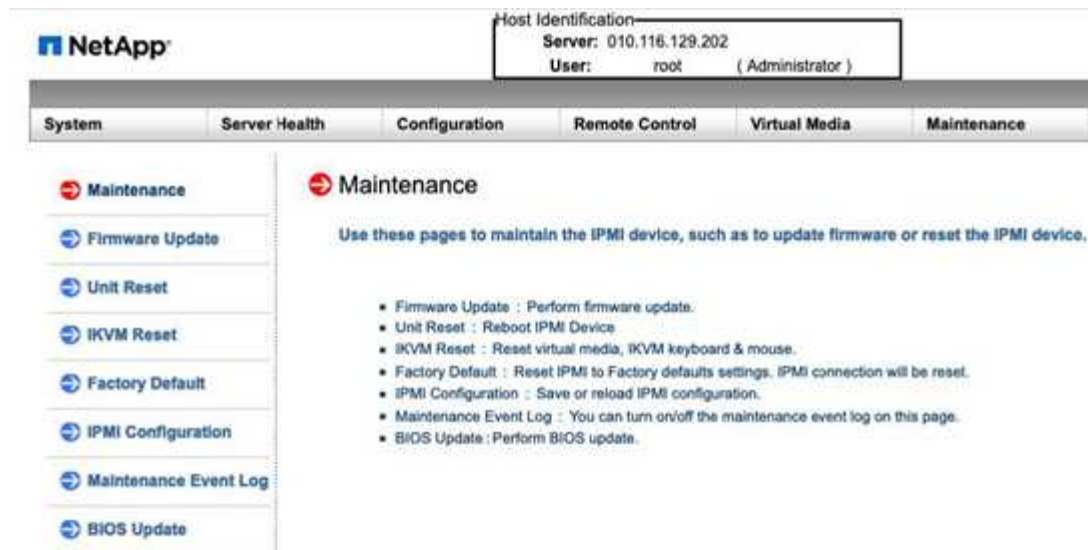 Host Identification
NetApp
Server: 010.116.129.202
User: root ( Administrator )
System Server Health Configuration Remote Control Virtual Media Maintenance
Maintenance
Firmware Update
Unit Reset
IKVM Reset
Factory Default
IPMI Configuration
Maintenance Event Log
BIOS Update
Maintenance
Use these pages to maintain the IPMI device, such as to update firmware or reset the IPMI device.
Firmware Update : Perform firmware update.
Unit Reset : Reboot IPMI Device
IKVM Reset : Reset virtual media, IKVM keyboard & mouse.
Factory Default : Reset IPMI to Factory defaults settings. IPMI connection will be reset.
IPMI Configuration : Save or reload IPMI configuration.
Maintenance Event Log : You can turn on/off the maintenance event log on this page.
BIOS Update : Perform BIOS update.